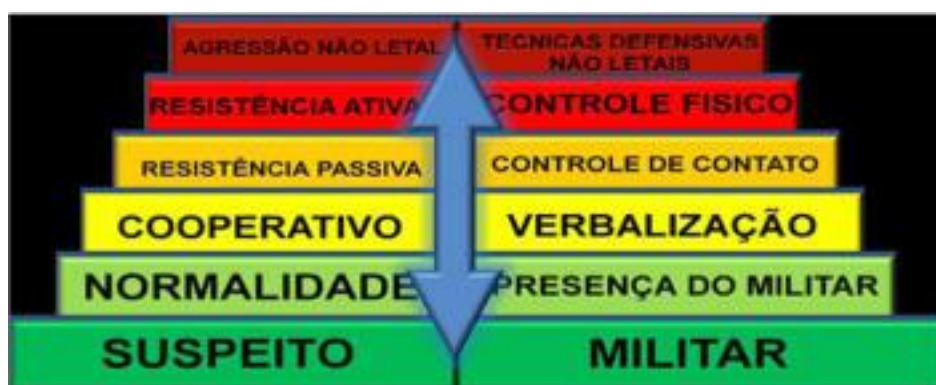 AGRESSÃO NÃO LETAL
TECNICAS DEFENSIVAS
NÃO LETAIS
RESISTÊNCIA ATIVA
CONTROLE FISICO
RESISTÊNCIA PASSIVA
CONTROLE DE CONTATO
COOPERATIVO
VERBALIZAÇÃO
NORMALIDADE
PRESENÇA DO MILITAR
SUSPEITO
MILITAR